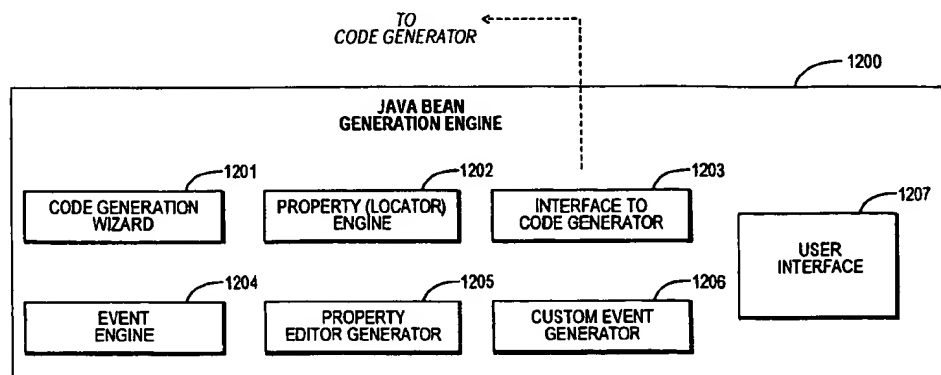 TO
CODE GENERATOR
1200
JAVA BEAN
GENERATION ENGINE
1201
CODE GENERATION
WIZARD
1202
PROPERTY (LOCATOR)
ENGINE
1203
INTERFACE TO
CODE GENERATOR
1207
USER
INTERFACE
1204
EVENT
ENGINE
1205
PROPERTY
EDITOR GENERATOR
1206
CUSTOM EVENT
GENERATOR